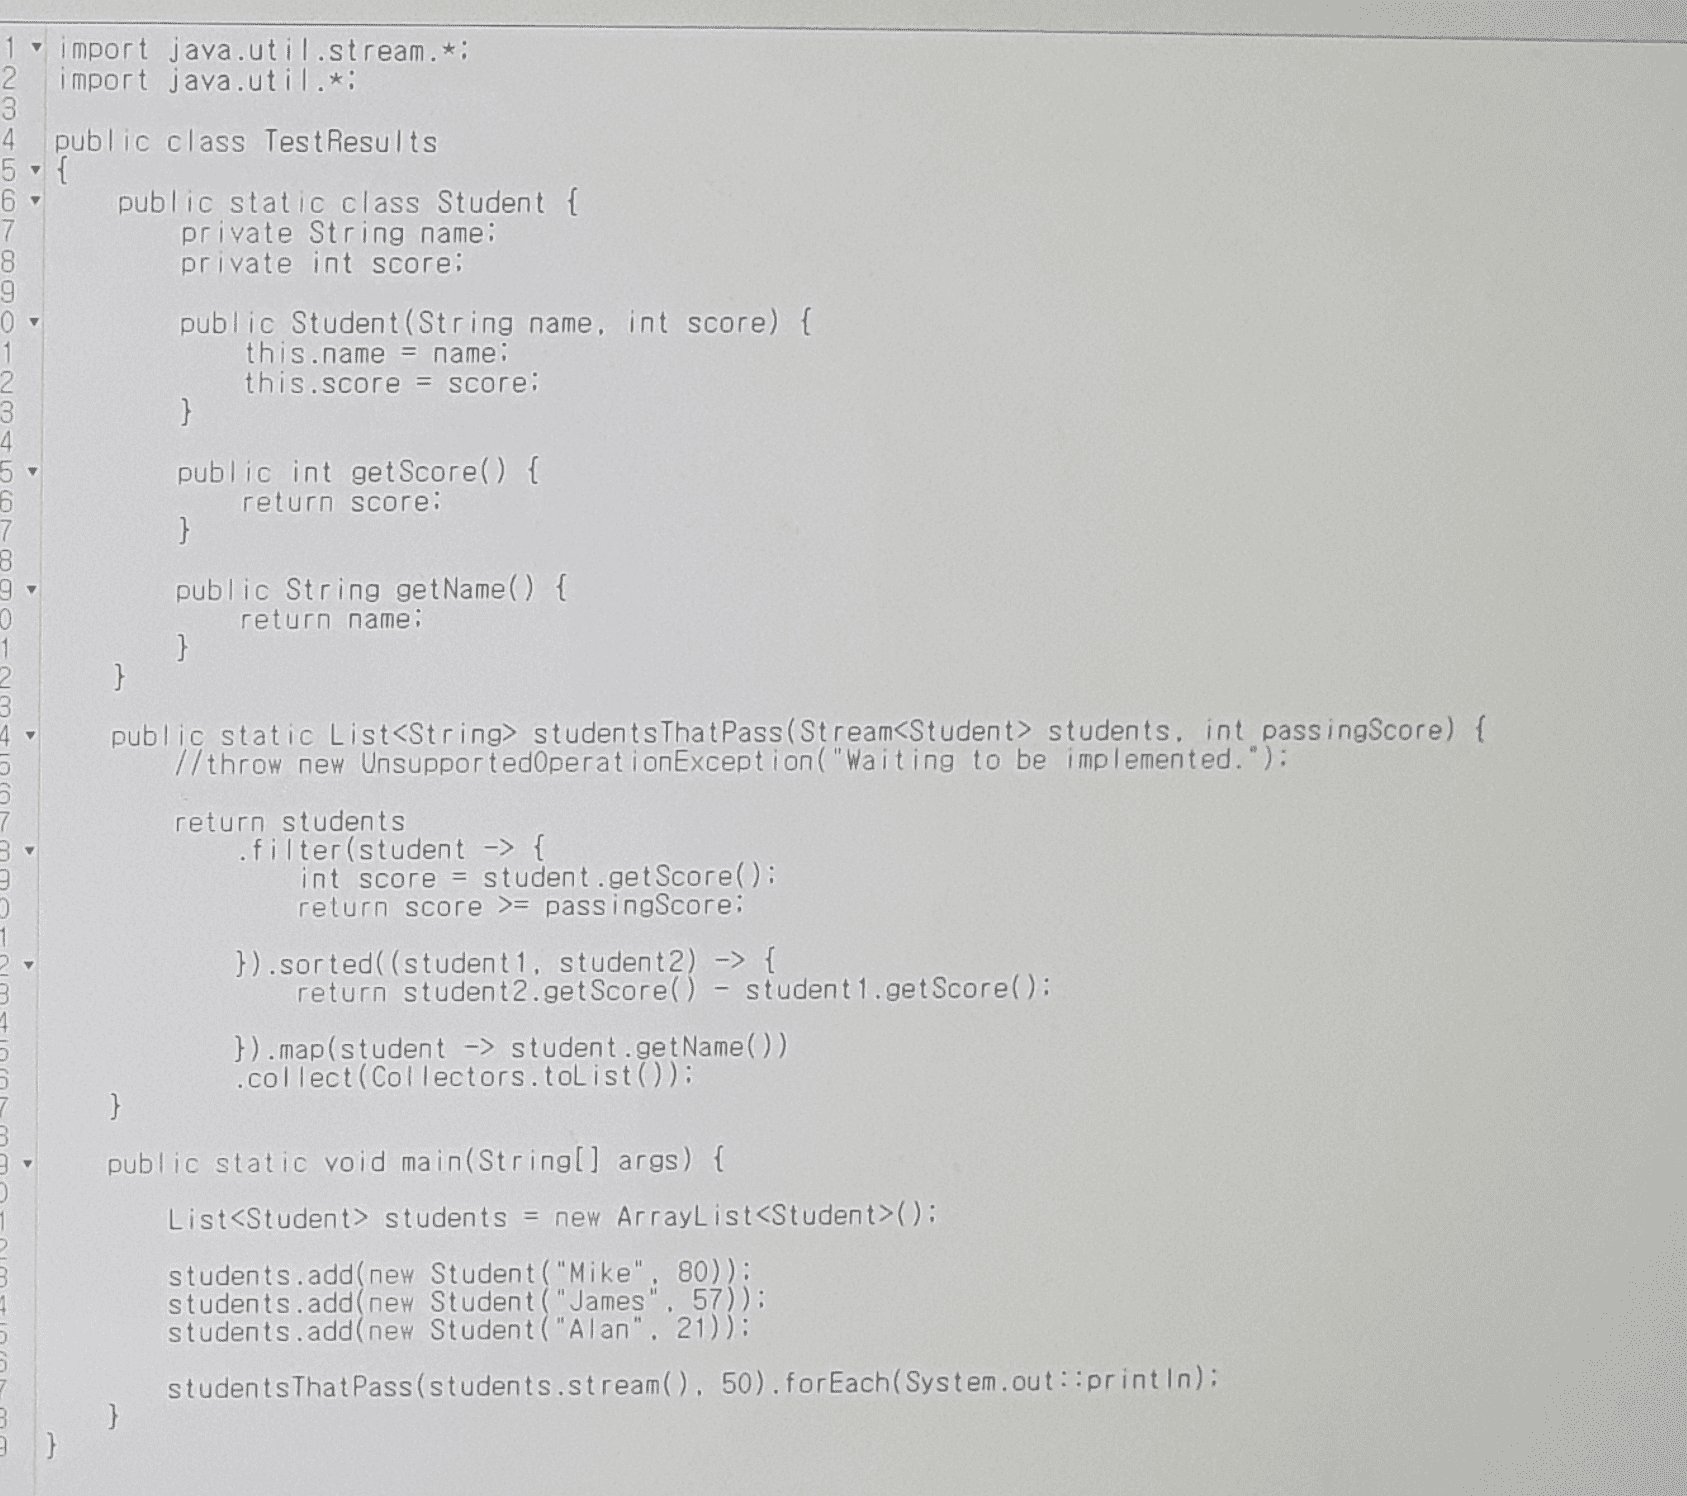 1 import java.util.stream.*;
2 import java.util.*;
3
4 public class TestResults
5 {
6 public static class Student {
7 private String name;
8 private int score;
9
0 public Student(String name, int score) {
1 this.name = name;
2 this.score = score;
3 }
4
5 public int getScore() {
6 return score;
7 }
8
9 public String getName() {
0 return name;
1 }
2 }
3
4 public static List<String> studentsThatPass(Stream<Student> students, int passingScore) {
5 //throw new UnsupportedOperationException("Waiting to be implemented.");
6
7 return students
8 .filter(student -> {
9 int score = student.getScore();
0 return score >= passingScore;
1
2 }).sorted((student1, student2) -> {
3 return student2.getScore() - student1.getScore();
4
5 }).map(student -> student.getName())
6 .collect(Collectors.toList());
7 }
8
9 public static void main(String[] args) {
0
1 List<Student> students = new ArrayList<Student>();
2
3 students.add(new Student("Mike", 80));
4 students.add(new Student("James", 57));
5 students.add(new Student("Alan", 21));
6
7 studentsThatPass(students.stream(), 50).forEach(System.out::println);
8 }
9 }